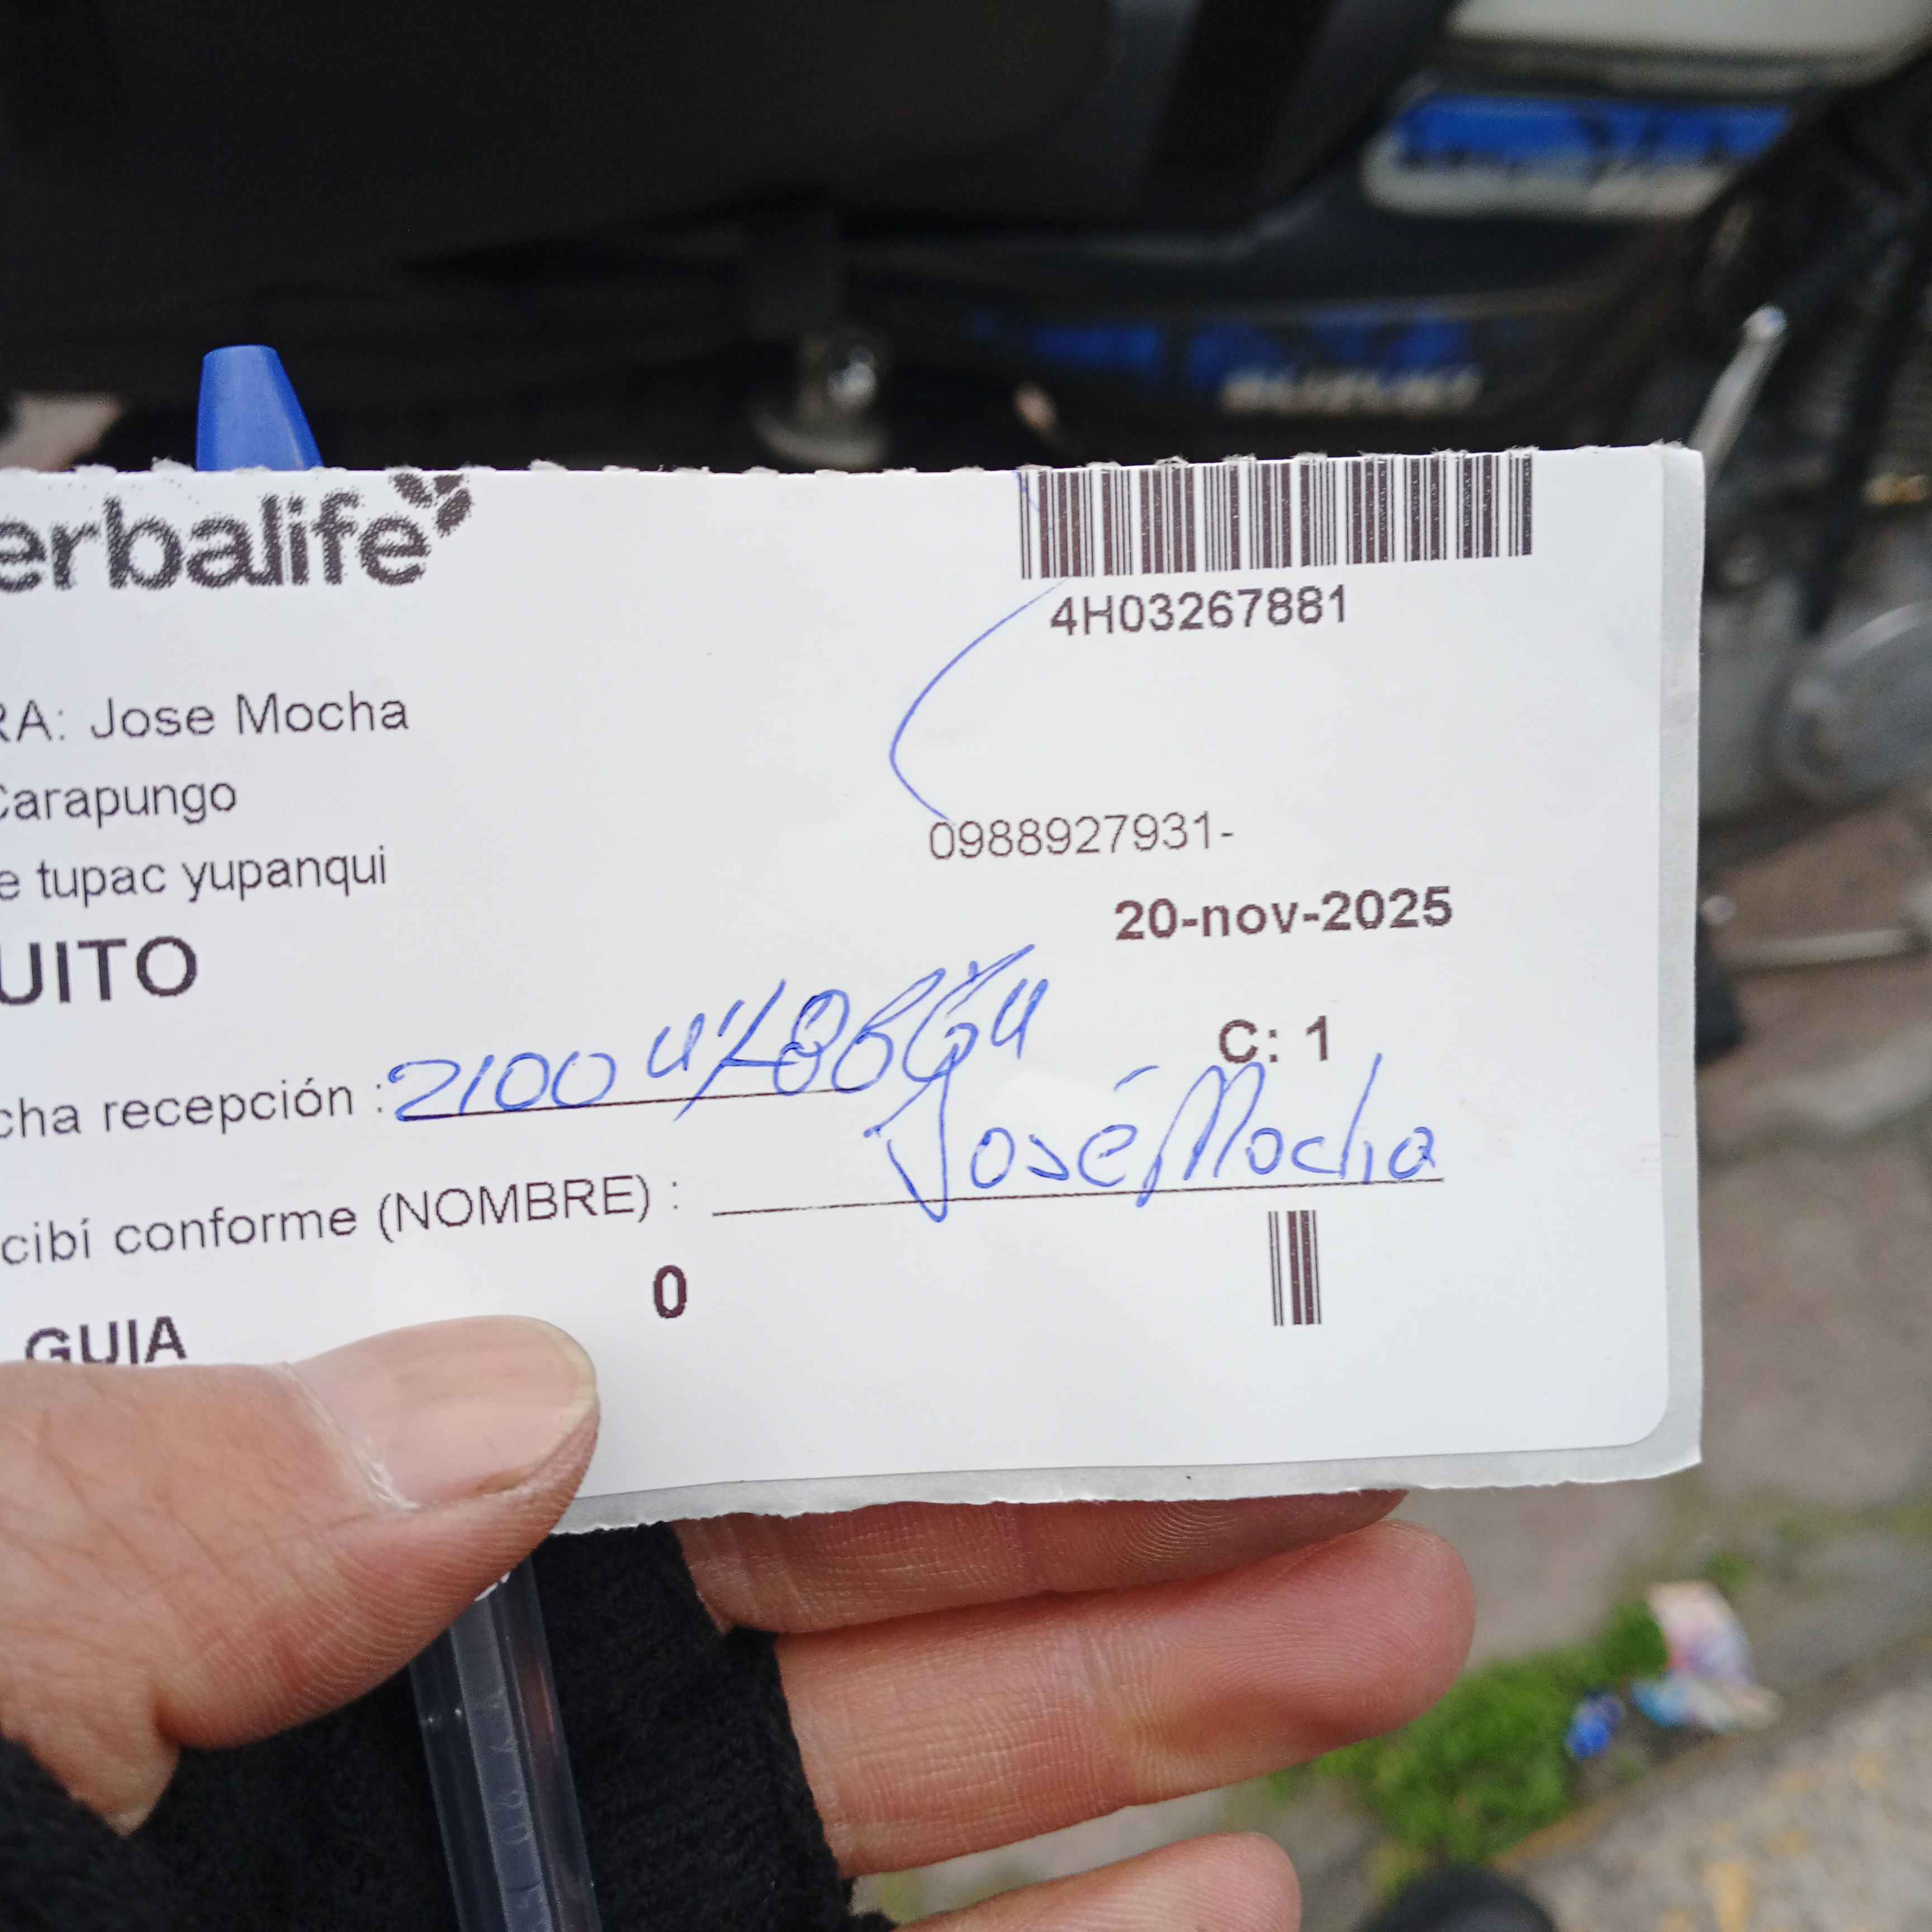 erbalife
4H03267881
RA: Jose Mocha
Carapungo
0988927931-
e tupac yupanqui
20-nov-2025
UITO
C: 1
cha recepción :
cibí conforme (NOMBRE) : José Mocha
0
GUIA
SUZUKI